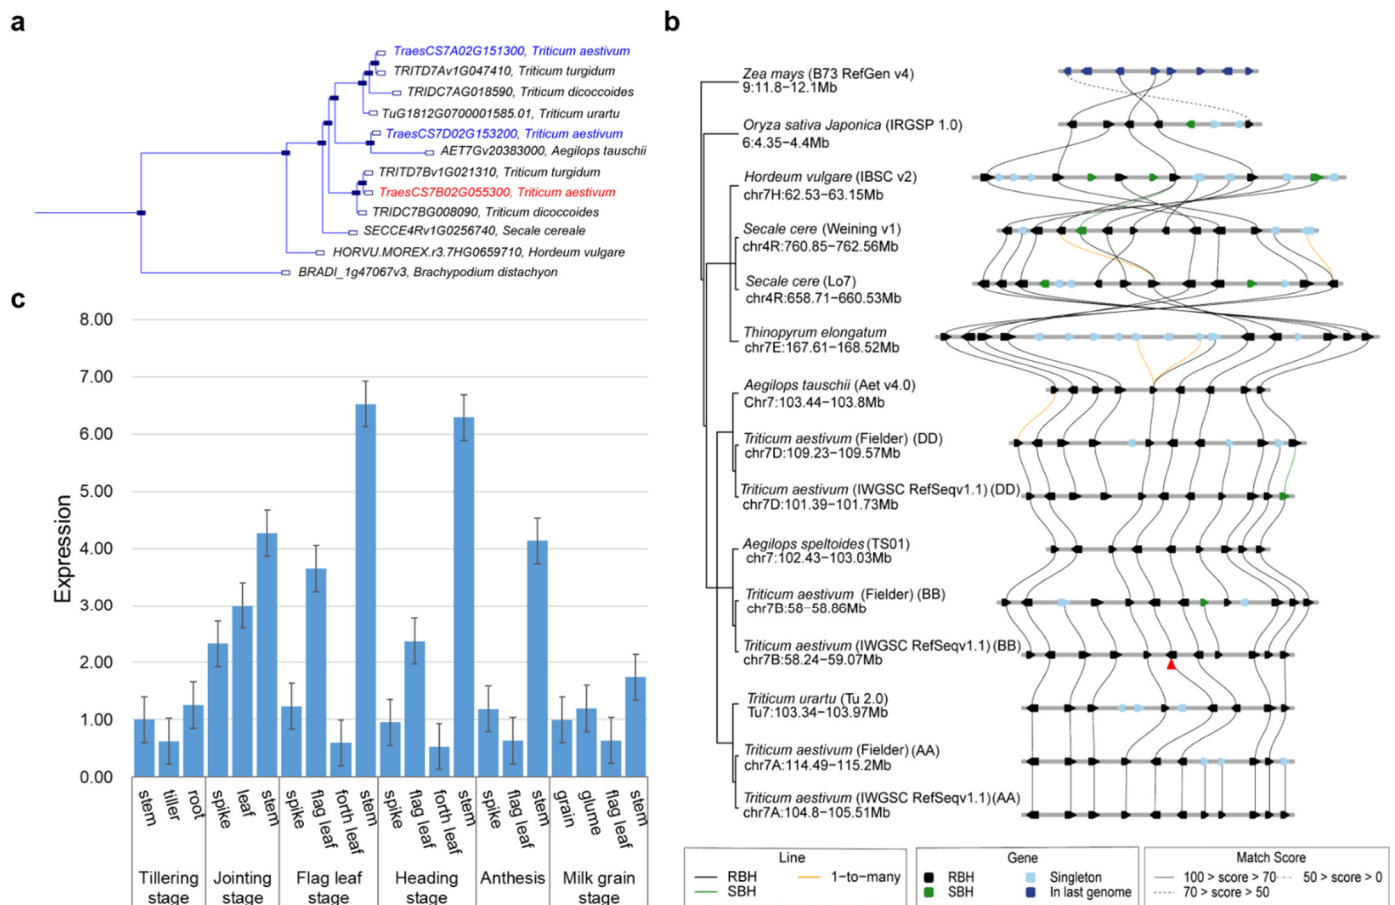 a
TraesCS7A02G151300, Triticum aestivum
TRITD7Av1G047410, Triticum turgidum
TRIDC7AG018590, Triticum dicoccoides
TuG1812G0700001585.01, Triticum urartu
TraesCS7D02G153200, Triticum aestivum
AET7Gv20383000, Aegilops tauschii
TRITD7Bv1G021310, Triticum turgidum
TraesCS7B02G055300, Triticum aestivum
TRIDC7BG008090, Triticum dicoccoides
SECCE4Rv1G0256740, Secale cereale
HORVU.MOREX.r3.7HG0659710, Hordeum vulgare
BRADI_1g47067v3, Brachypodium distachyon
b
Zea mays (B73 RefGen v4)
9:11.8−12.1Mb
Oryza sativa Japonica (IRGSP 1.0)
6:4.35−4.4Mb
Hordeum vulgare (IBSC v2)
chr7H:62.53−63.15Mb
Secale cere (Weining v1)
chr4R:760.85−762.56Mb
Secale cere (Lo7)
chr4R:658.71−660.53Mb
Thinopyrum elongatum
chr7E:167.61−168.52Mb
Aegilops tauschii (Aet v4.0)
Chr7:103.44−103.8Mb
Triticum aestivum (Fielder) (DD)
chr7D:109.23−109.57Mb
Triticum aestivum (IWGSC RefSeqv1.1) (DD)
chr7D:101.39−101.73Mb
Aegilops speltoides (TS01)
chr7:102.43−103.03Mb
Triticum aestivum (Fielder) (BB)
chr7B:58−58.86Mb
Triticum aestivum (IWGSC RefSeqv1.1) (BB)
chr7B:58.24−59.07Mb
Triticum urartu (Tu 2.0)
Tu7:103.34−103.97Mb
Triticum aestivum (Fielder) (AA)
chr7A:114.49−115.2Mb
Triticum aestivum (IWGSC RefSeqv1.1)(AA)
chr7A:104.8−105.51Mb
Line
RBH
1−to−many
SBH
Gene
RBH
Singleton
SBH
In last genome
Match Score
100 > score > 70
50 > score > 0
70 > score > 50
c
Expression
8.00
7.00
6.00
5.00
4.00
3.00
2.00
1.00
0.00
stem
tiller
root
spike
leaf
stem
spike
flag leaf
forth leaf
stem
spike
flag leaf
forth leaf
stem
spike
flag leaf
stem
grain
glume
flag leaf
stem
Tillering
stage
Jointing
stage
Flag leaf
stage
Heading
stage
Anthesis
Milk grain
stage